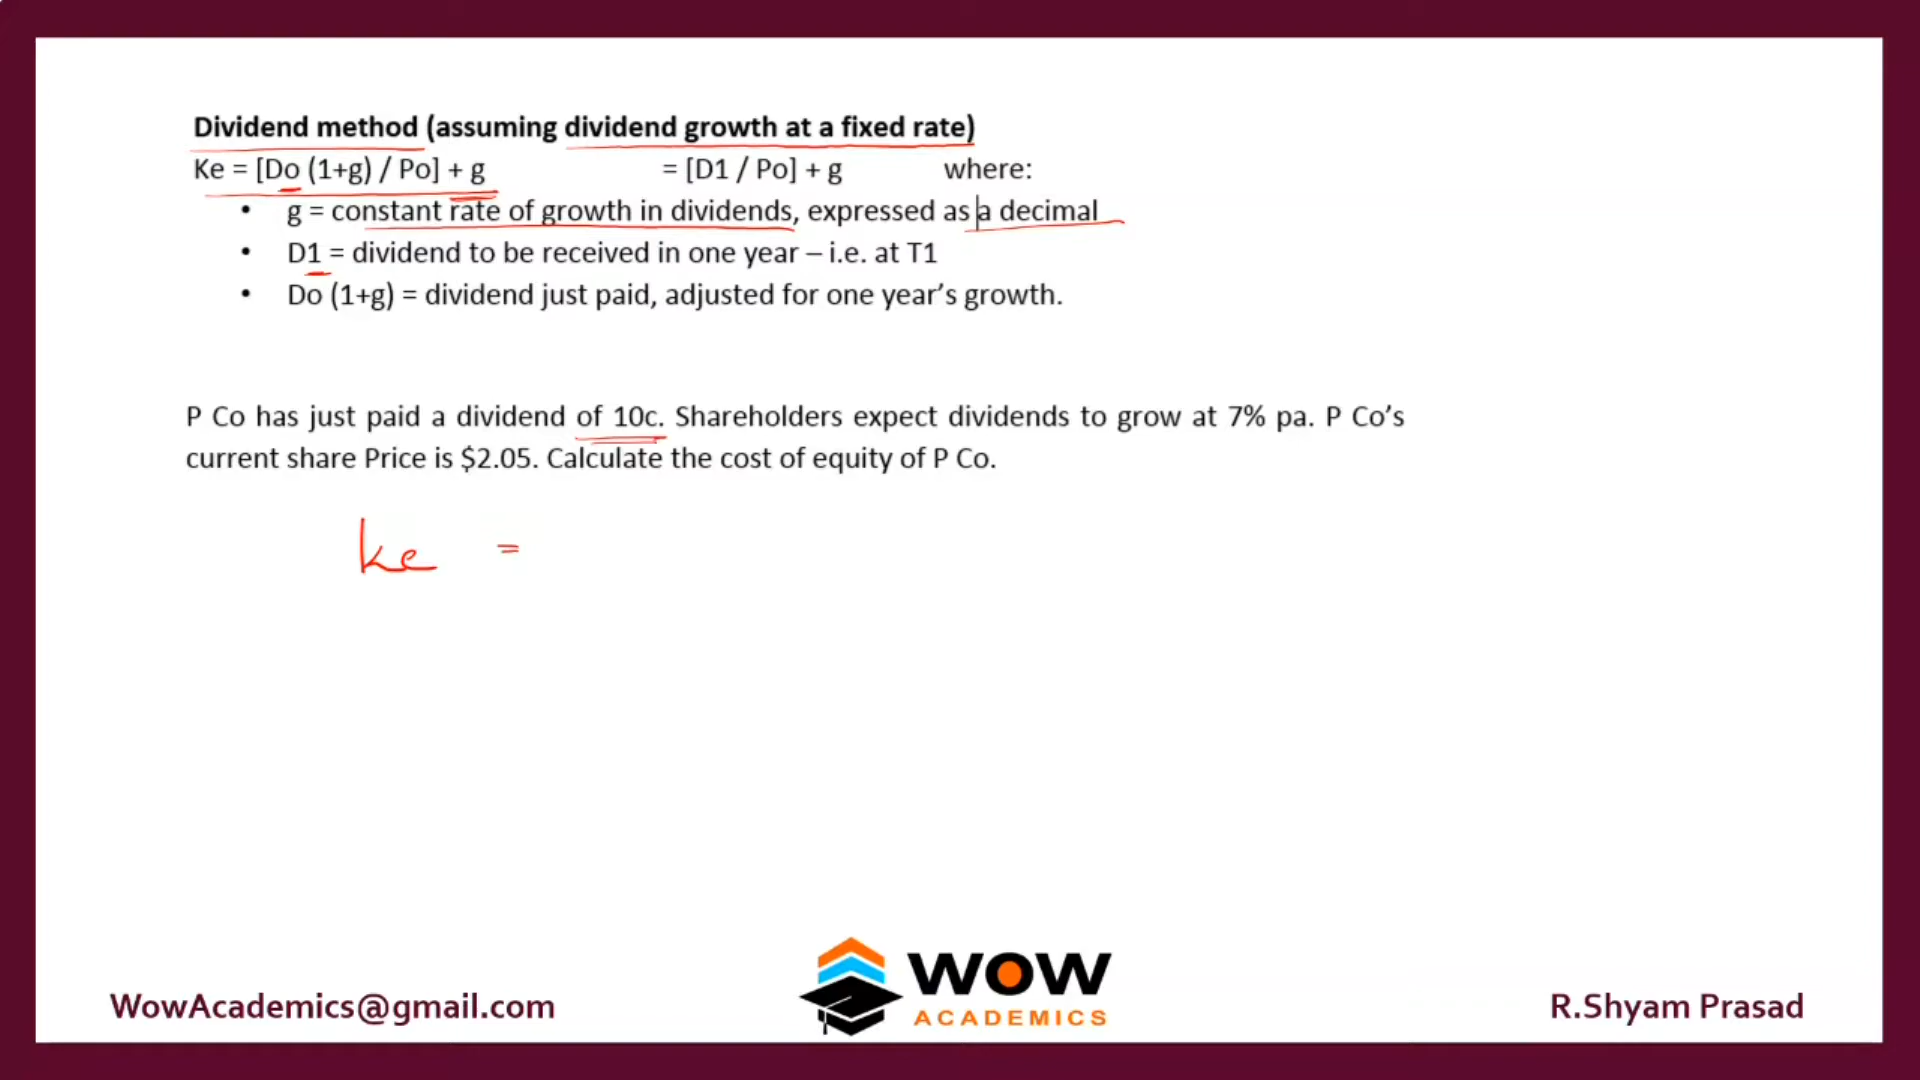 Dividend method (assuming dividend growth at a fixed rate)
Ke = [Do (1+g) / Po] + g = [D1 / Po] + g where:
• g = constant rate of growth in dividends, expressed as a decimal
• D1 = dividend to be received in one year – i.e. at T1
• Do (1+g) = dividend just paid, adjusted for one year’s growth.
P Co has just paid a dividend of 10c. Shareholders expect dividends to grow at 7% pa. P Co’s
current share Price is $2.05. Calculate the cost of equity of P Co.
ke =
WowAcademics@gmail.com
WOW
ACADEMICS
R.Shyam Prasad